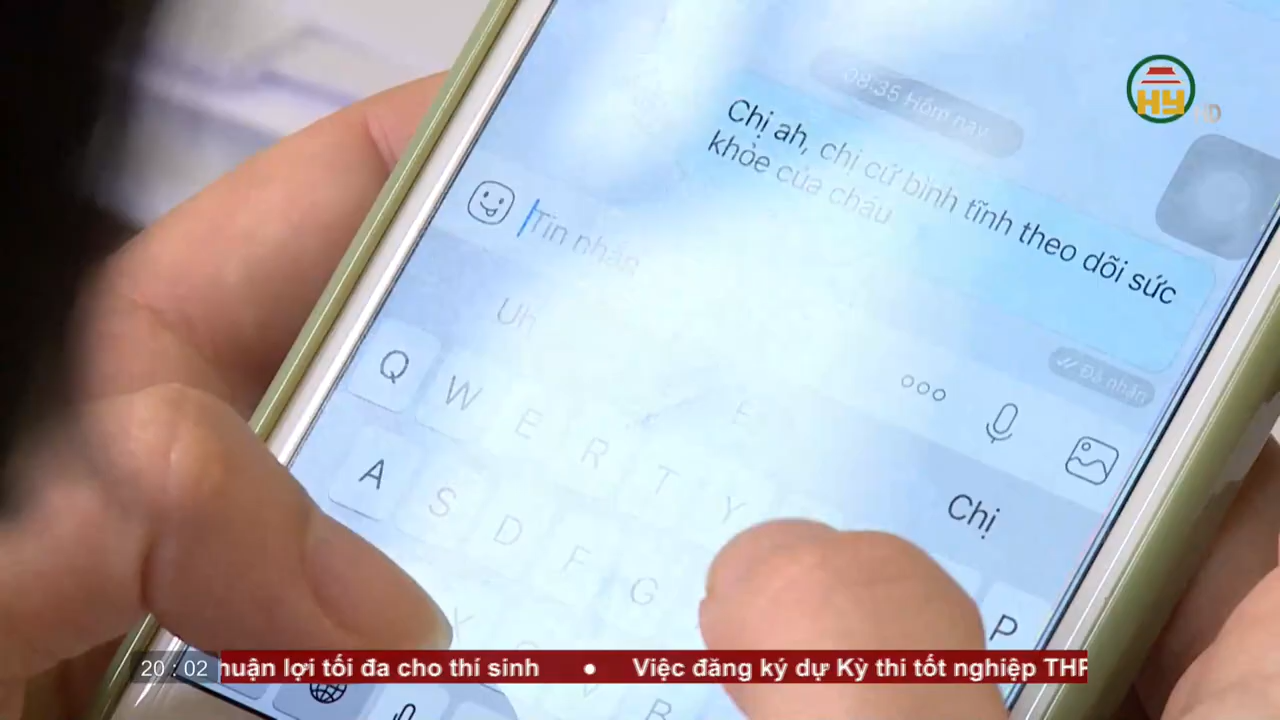 HY HD
08:35 Hôm nay
Chị ah, chị cứ bình tĩnh theo dõi sức
khỏe của cháu
Đã nhận
Tin nhắn
Uh
Chị
Q W E R T Y P
A S D F G
X C V B
20:02 huận lợi tối đa cho thí sinh • Việc đăng ký dự Kỳ thi tốt nghiệp THP